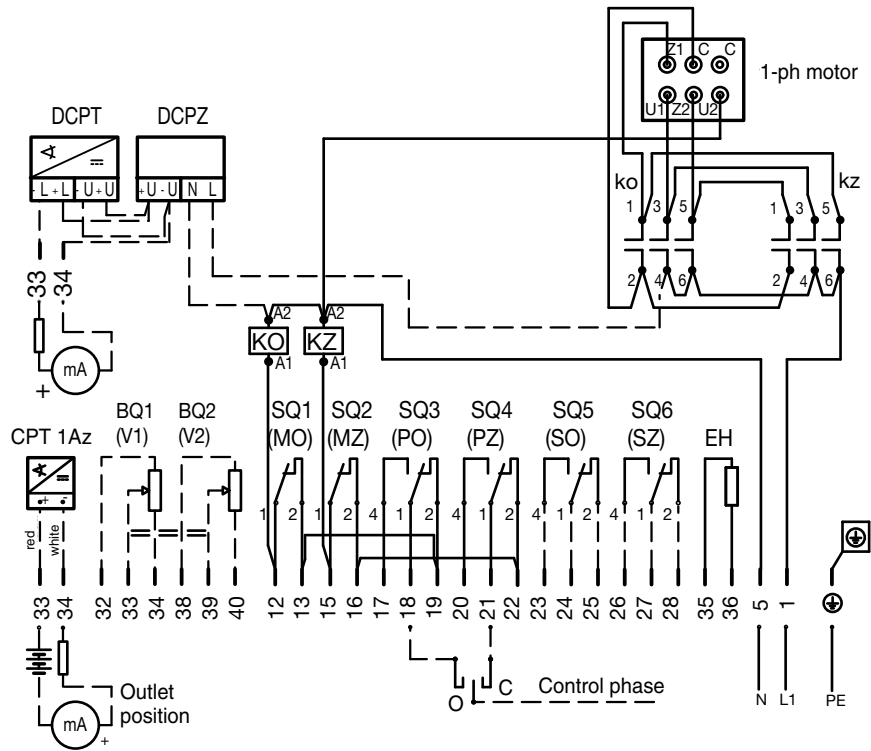 Z1 C C
1-ph motor
U1 Z2 U2
DCPT DCPZ
- L + L - U + U + U - U N L
ko kz
1 3 5 1 3 5
2 4 6 2 4 6
33 34
mA
+
A2 A2
KO KZ
A1 A1
CPT 1Az
BQ1 (V1)
BQ2 (V2)
SQ1 (MO)
SQ2 (MZ)
SQ3 (PO)
SQ4 (PZ)
SQ5 (SO)
SQ6 (SZ)
EH
+ -
red white
1 2 1 2 4 1 2 4 1 2 4 1 2 4 1 2
33 34 32 33 34 38 39 40 12 13 15 16 17 18 19 20 21 22 23 24 25 26 27 28 35 36 5 1
O C
Control phase
N L1 PE
Outlet position
mA
+